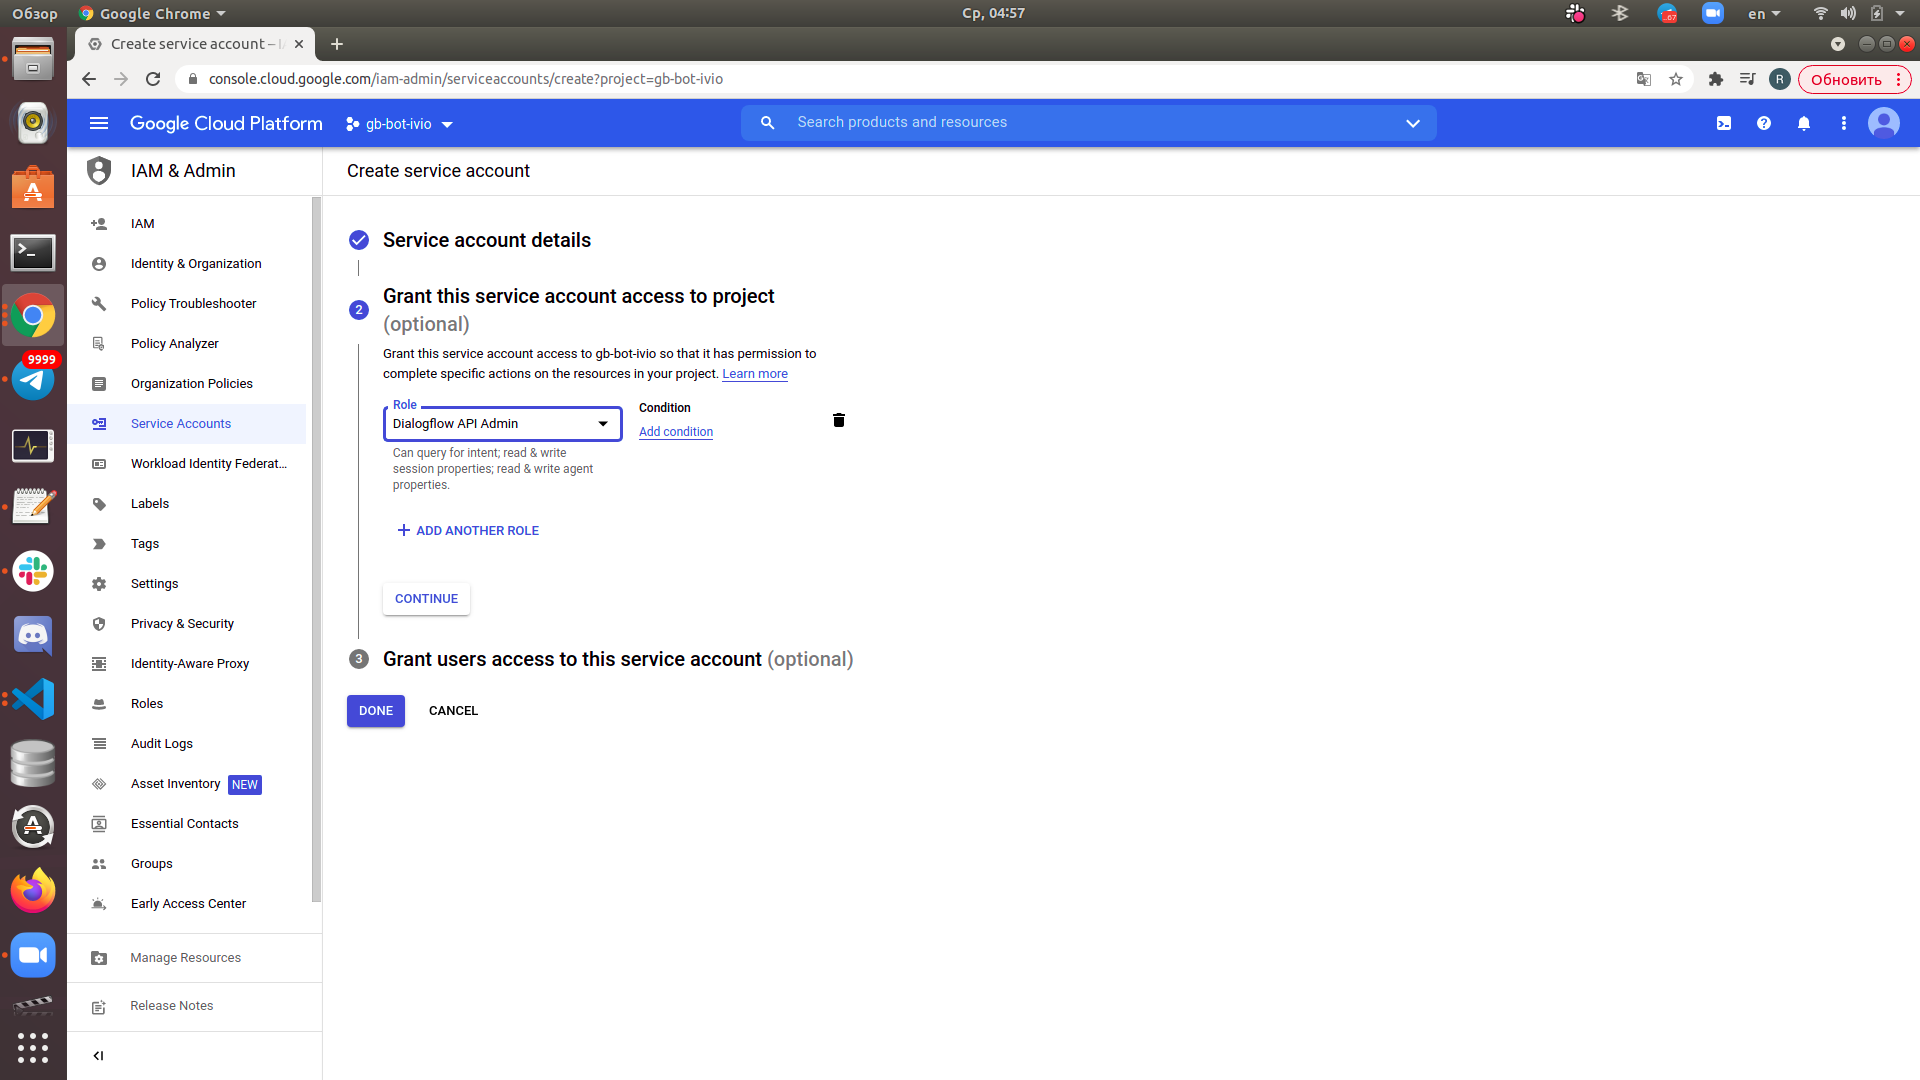 Обзор
Google Chrome
Ср, 04:57
en
Create service account – I
console.cloud.google.com/iam-admin/serviceaccounts/create?project=gb-bot-ivio
R
Обновить
Google Cloud Platform
gb-bot-ivio
Search products and resources
IAM & Admin
Create service account
IAM
Identity & Organization
Policy Troubleshooter
Policy Analyzer
Organization Policies
Service Accounts
Workload Identity Federat...
Labels
Tags
Settings
Privacy & Security
Identity-Aware Proxy
Roles
Audit Logs
Asset Inventory NEW
Essential Contacts
Groups
Early Access Center
Manage Resources
Release Notes
Service account details
2
Grant this service account access to project
(optional)
Grant this service account access to gb-bot-ivio so that it has permission to
complete specific actions on the resources in your project. Learn more
Role
Dialogflow API Admin
Condition
Add condition
Can query for intent; read & write
session properties; read & write agent
properties.
ADD ANOTHER ROLE
CONTINUE
3
Grant users access to this service account (optional)
DONE
CANCEL
9999